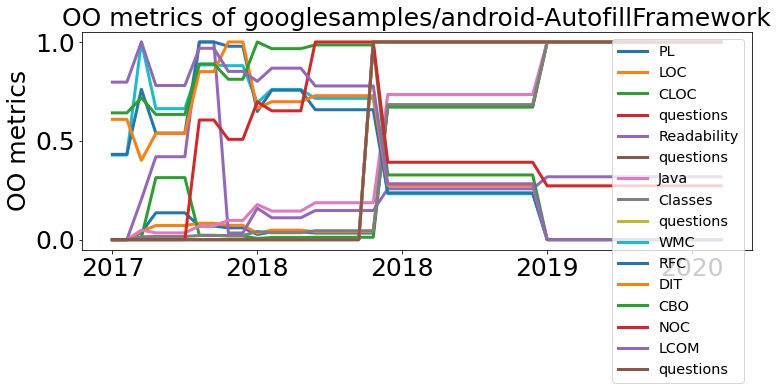 OO metrics of googlesamples/android-AutofillFramework
OO metrics
1.0
0.5
0.0
2017
2018
2018
2019
2020
PL
LOC
CLOC
questions
Readability
questions
Java
Classes
questions
WMC
RFC
DIT
CBO
NOC
LCOM
questions